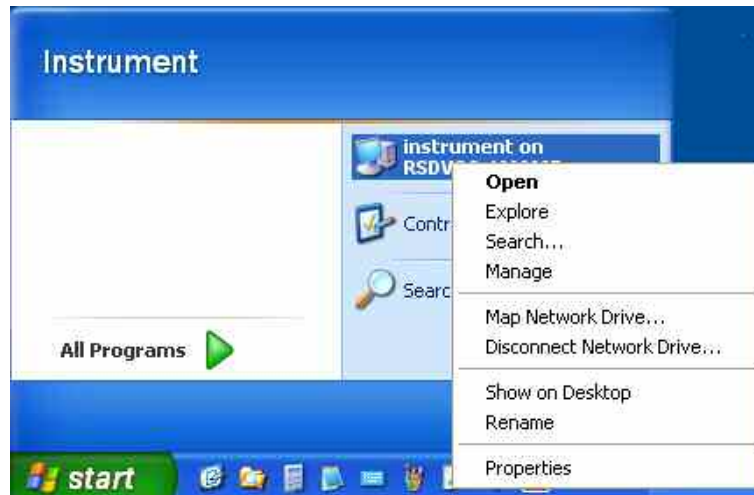 Instrument
instrument on
Open
Explore
Search...
Manage
Map Network Drive...
Disconnect Network Drive...
Show on Desktop
Rename
Properties
All Programs
start